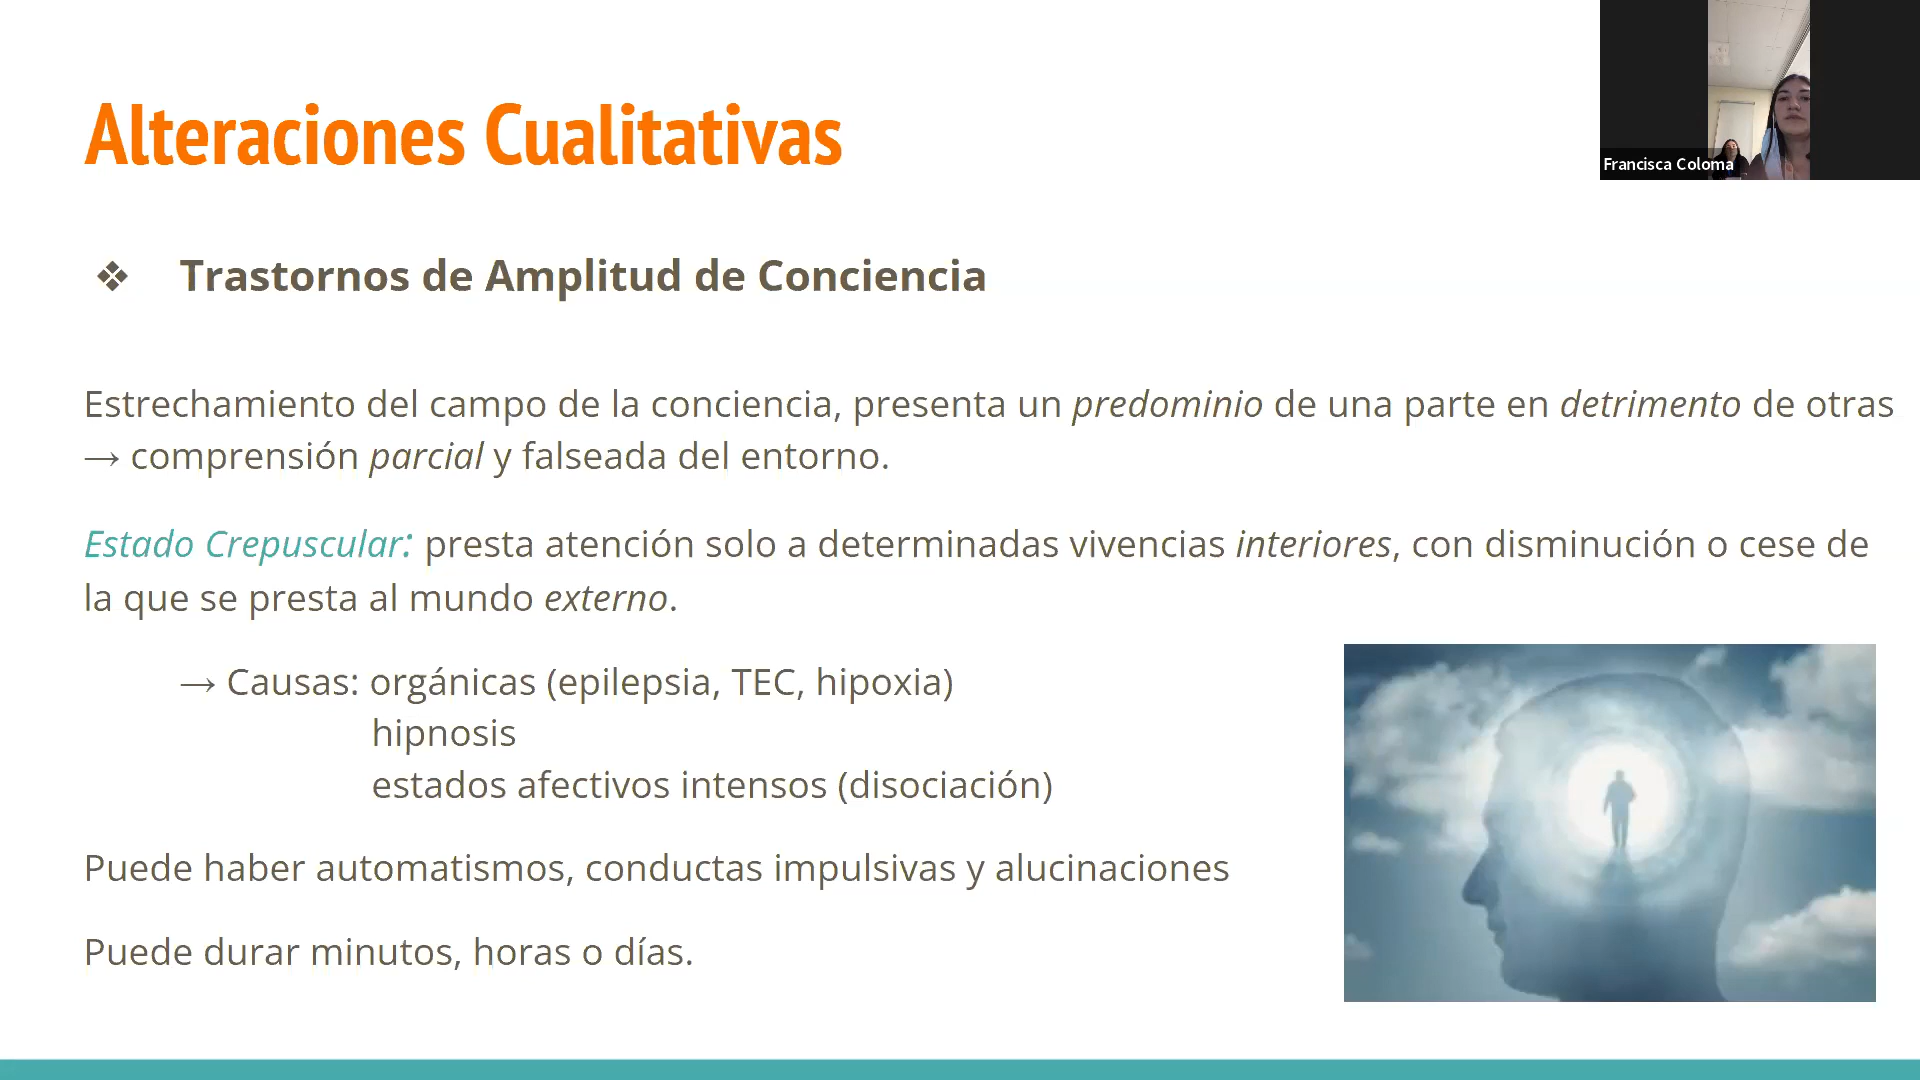 Alteraciones Cualitativas
Francisca Coloma
❖ Trastornos de Amplitud de Conciencia
Estrechamiento del campo de la conciencia, presenta un predominio de una parte en detrimento de otras
→ comprensión parcial y falseada del entorno.
Estado Crepuscular: presta atención solo a determinadas vivencias interiores, con disminución o cese de
la que se presta al mundo externo.
→ Causas: orgánicas (epilepsia, TEC, hipoxia)
hipnosis
estados afectivos intensos (disociación)
Puede haber automatismos, conductas impulsivas y alucinaciones
Puede durar minutos, horas o días.